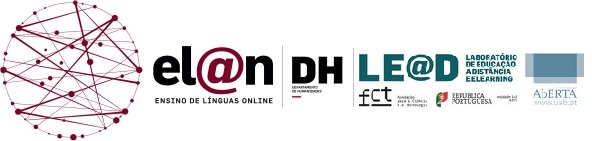 el@n
ENSINO DE LÍNGUAS ONLINE
DH
DEPARTAMENTO
DE HUMANIDADES
LE@D
LABORATÓRIO
DE EDUCAÇÃO
A DISTÂNCIA
E ELEARNING
fct
fundação
para a ciência
e a tecnologia
REPÚBLICA
PORTUGUESA
AbERTA
www.uab.pt